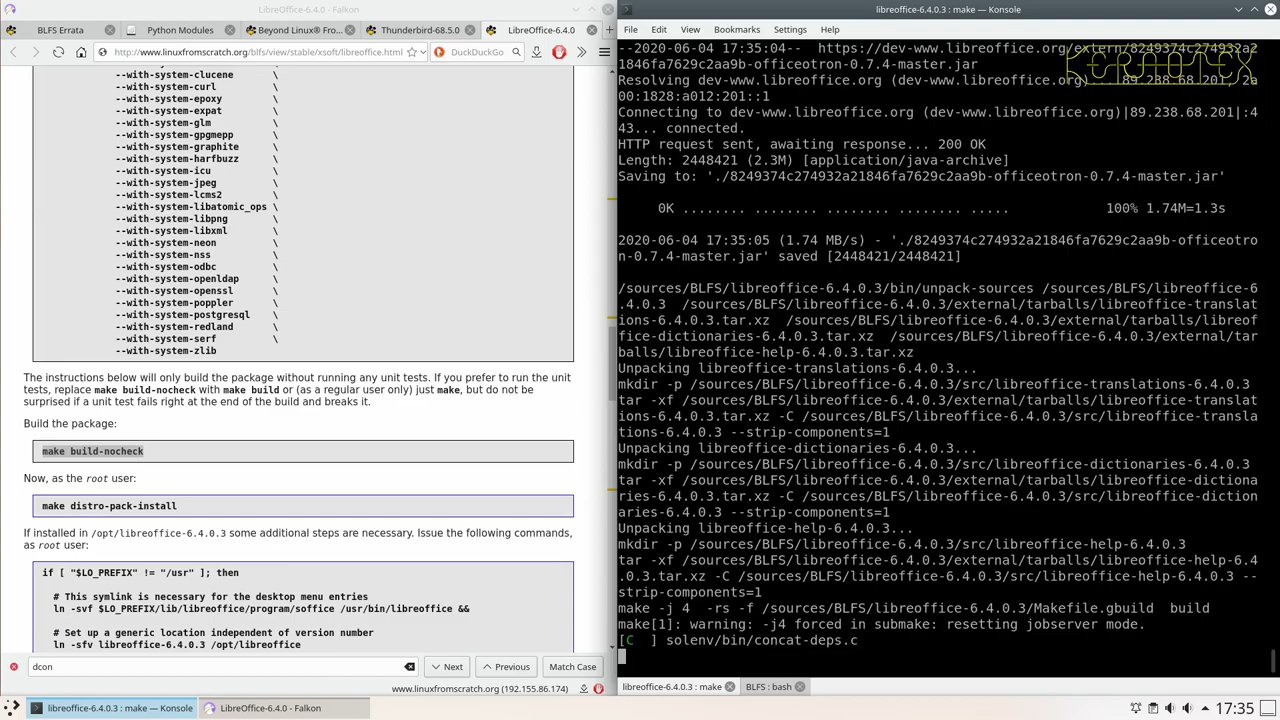 LibreOffice-6.4.0 - Falkon
BLFS Errata
Python Modules
Beyond Linux® Fro
Thunderbird-68.5.0
LibreOffice-6.4.0
http://www.linuxfromscratch.org/blfs/view/stable/xsoft/libreoffice.html
DuckDuckGo
--with-system-clucene \
--with-system-curl \
--with-system-epoxy \
--with-system-expat \
--with-system-glm \
--with-system-gpgmepp \
--with-system-graphite \
--with-system-harfbuzz \
--with-system-icu \
--with-system-jpeg \
--with-system-lcms2 \
--with-system-libatomic_ops \
--with-system-libpng \
--with-system-libxml \
--with-system-neon \
--with-system-nss \
--with-system-odbc \
--with-system-openldap \
--with-system-openssl \
--with-system-poppler \
--with-system-postgresql \
--with-system-redland \
--with-system-serf \
--with-system-zlib
The instructions below will only build the package without running any unit tests. If you prefer to run the unit
tests, replace make build-nocheck with make build or (as a regular user only) just make, but do not be
surprised if a unit test fails right at the end of the build and breaks it.
Build the package:
make build-nocheck
Now, as the root user:
make distro-pack-install
If installed in /opt/libreoffice-6.4.0.3 some additional steps are necessary. Issue the following commands,
as root user:
if [ "$LO_PREFIX" != "/usr" ]; then
# This symlink is necessary for the desktop menu entries
ln -svf $LO_PREFIX/lib/libreoffice/program/soffice /usr/bin/libreoffice &&
# Set up a generic location independent of version number
ln -sfv libreoffice-6.4.0.3 /opt/libreoffice
dcon
Next
Previous
Match Case
www.linuxfromscratch.org (192.155.86.174)
libreoffice-6.4.0.3 : make — Konsole
File Edit View Bookmarks Settings Help
--2020-06-04 17:35:04--  https://dev-www.libreoffice.org/extern/8249374c274932a2
1846fa7629c2aa9b-officeotron-0.7.4-master.jar
Resolving dev-www.libreoffice.org (dev-www.libreoffice.org)... 89.238.68.201, 2a
00:1828:a012:201::1
Connecting to dev-www.libreoffice.org (dev-www.libreoffice.org)|89.238.68.201|:4
43... connected.
HTTP request sent, awaiting response... 200 OK
Length: 2448421 (2.3M) [application/java-archive]
Saving to: './8249374c274932a21846fa7629c2aa9b-officeotron-0.7.4-master.jar'
0K ........ ........ ........ ........ ..... 100% 1.74M=1.3s
2020-06-04 17:35:05 (1.74 MB/s) - './8249374c274932a21846fa7629c2aa9b-officeotro
n-0.7.4-master.jar' saved [2448421/2448421]
/sources/BLFS/libreoffice-6.4.0.3/bin/unpack-sources /sources/BLFS/libreoffice-6
.4.0.3  /sources/BLFS/libreoffice-6.4.0.3/external/tarballs/libreoffice-translat
ions-6.4.0.3.tar.xz  /sources/BLFS/libreoffice-6.4.0.3/external/tarballs/libreof
fice-dictionaries-6.4.0.3.tar.xz  /sources/BLFS/libreoffice-6.4.0.3/external/tar
balls/libreoffice-help-6.4.0.3.tar.xz
Unpacking libreoffice-translations-6.4.0.3...
mkdir -p /sources/BLFS/libreoffice-6.4.0.3/src/libreoffice-translations-6.4.0.3
tar -xf /sources/BLFS/libreoffice-6.4.0.3/external/tarballs/libreoffice-translat
ions-6.4.0.3.tar.xz -C /sources/BLFS/libreoffice-6.4.0.3/src/libreoffice-transla
tions-6.4.0.3 --strip-components=1
Unpacking libreoffice-dictionaries-6.4.0.3...
mkdir -p /sources/BLFS/libreoffice-6.4.0.3/src/libreoffice-dictionaries-6.4.0.3
tar -xf /sources/BLFS/libreoffice-6.4.0.3/external/tarballs/libreoffice-dictiona
ries-6.4.0.3.tar.xz -C /sources/BLFS/libreoffice-6.4.0.3/src/libreoffice-diction
aries-6.4.0.3 --strip-components=1
Unpacking libreoffice-help-6.4.0.3...
mkdir -p /sources/BLFS/libreoffice-6.4.0.3/src/libreoffice-help-6.4.0.3
tar -xf /sources/BLFS/libreoffice-6.4.0.3/external/tarballs/libreoffice-help-6.4
.0.3.tar.xz -C /sources/BLFS/libreoffice-6.4.0.3/src/libreoffice-help-6.4.0.3 --
strip-components=1
make -j 4  -rs -f /sources/BLFS/libreoffice-6.4.0.3/Makefile.gbuild  build
make[1]: warning: -j4 forced in submake: resetting jobserver mode.
[C  ] solenv/bin/concat-deps.c
libreoffice-6.4.0.3 : make
BLFS : bash
libreoffice-6.4.0.3 : make — Konsole
LibreOffice-6.4.0 - Falkon
17:35